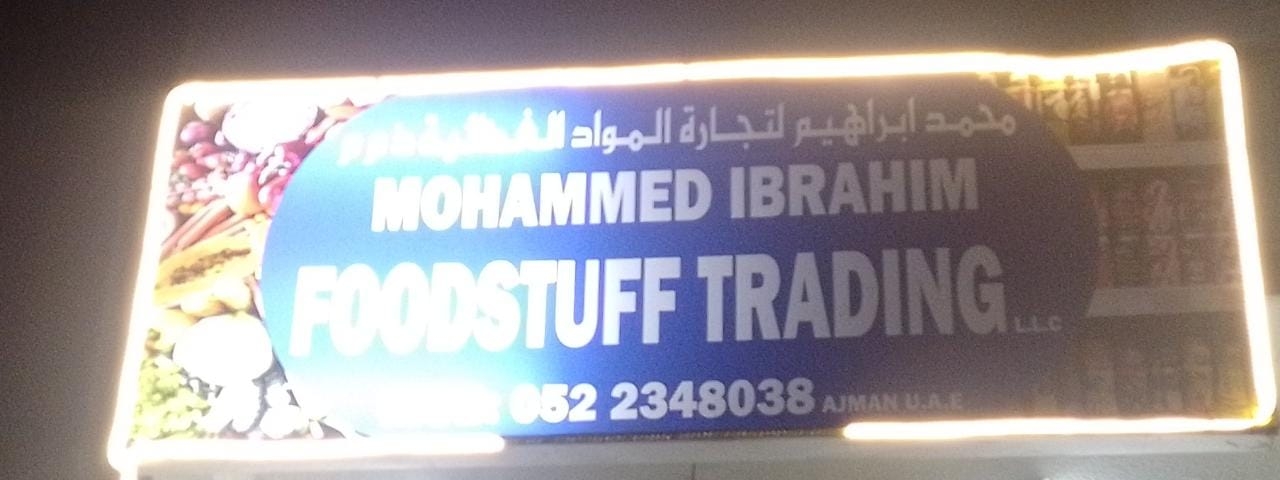 محمد ابراهيم لتجارة المواد الغذائية ذ.م.م
MOHAMMED IBRAHIM
FOODSTUFF TRADING L.L.C
052 2348038 AJMAN U.A.E